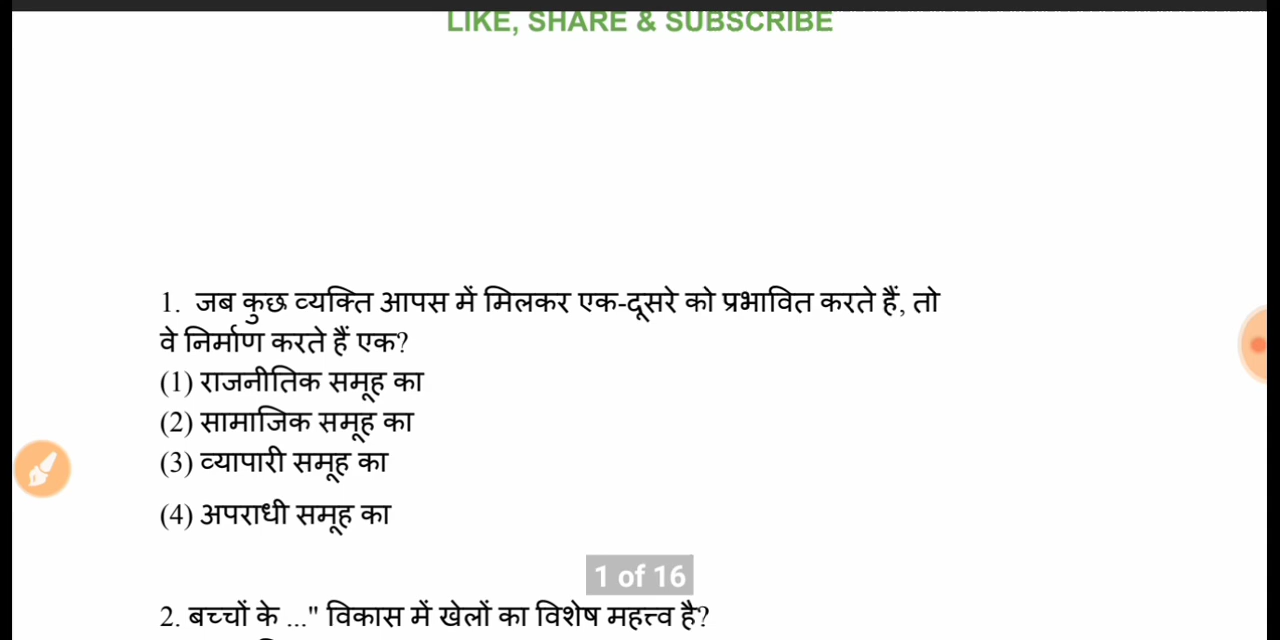 LIKE, SHARE & SUBSCRIBE
1. जब कुछ व्यक्ति आपस में मिलकर एक-दूसरे को प्रभावित करते हैं, तो
वे निर्माण करते हैं एक?
(1) राजनीतिक समूह का
(2) सामाजिक समूह का
(3) व्यापारी समूह का
(4) अपराधी समूह का
1 of 16
2. बच्चों के ..." विकास में खेलों का विशेष महत्त्व है?